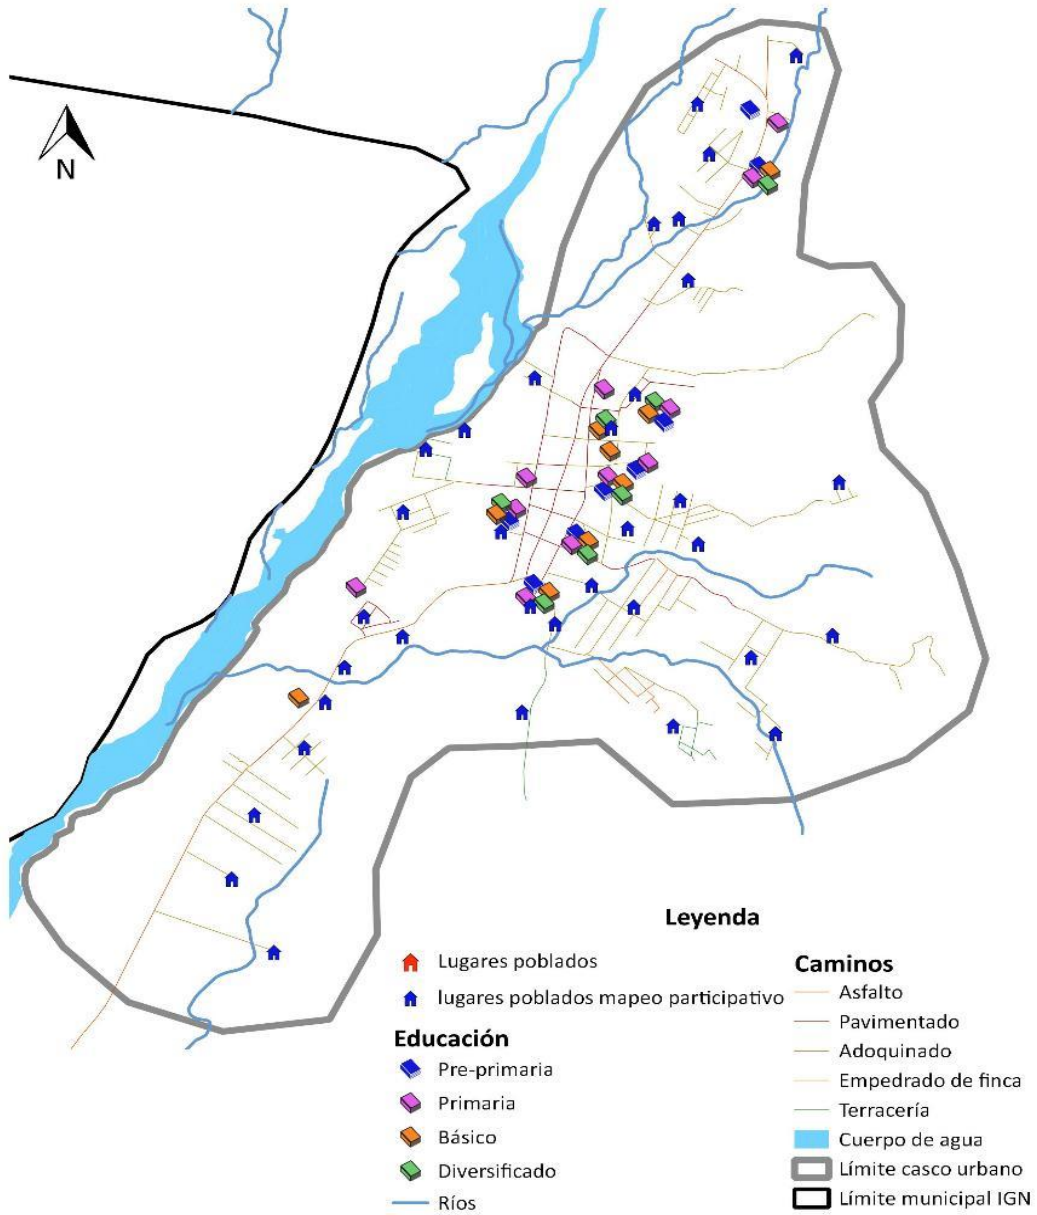 N
Leyenda
Lugares poblados
lugares poblados mapeo participativo
Educación
Pre-primaria
Primaria
Básico
Diversificado
Ríos
Caminos
Asfalto
Pavimentado
Adoquinado
Empedrado de finca
Terracería
Cuerpo de agua
Límite casco urbano
Límite municipal IGN